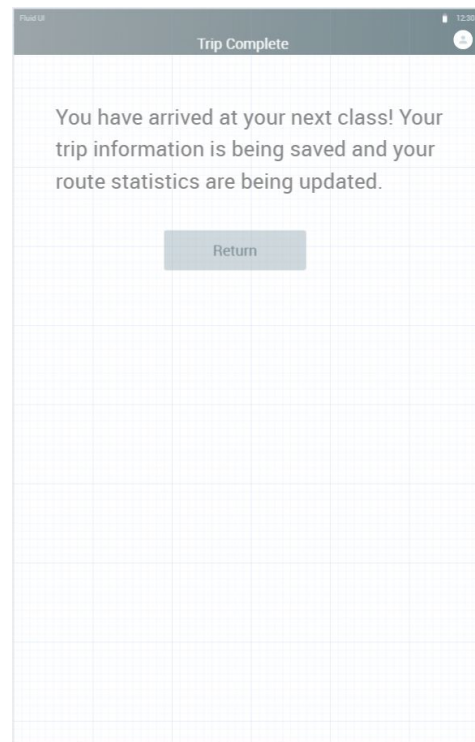 Fluid UI 12:30
Trip Complete
You have arrived at your next class! Your
trip information is being saved and your
route statistics are being updated.
Return